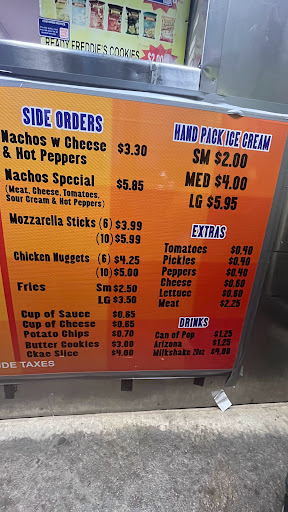 READY FREDDIE'S COOKIES $2.00
SIDE ORDERS
Nachos w Cheese & Hot Peppers $3.30
Nachos Special $5.85
(Meat, Cheese, Tomatoes,
Sour Cream & Hot Peppers)
Mozzarella Sticks (6) $3.99
(10) $5.99
Chicken Nuggets (6) $4.25
(10) $5.00
Fries Sm $2.50
LG $3.50
Cup of Sauce $0.65
Cup of Cheese $0.65
Potato Chips $0.70
Butter Cookies $3.00
Ckae Slice $4.00
DE TAXES
HAND PACK ICE CREAM
SM $2.00
MED $4.00
LG $5.95
EXTRAS
Tomatoes $0.40
Pickles $0.40
Peppers $0.40
Cheese $0.60
Lettuce $0.60
Meat $2.25
DRINKS
Can of Pop $1.25
Arizona $1.25
Milkshake 20oz $4.00